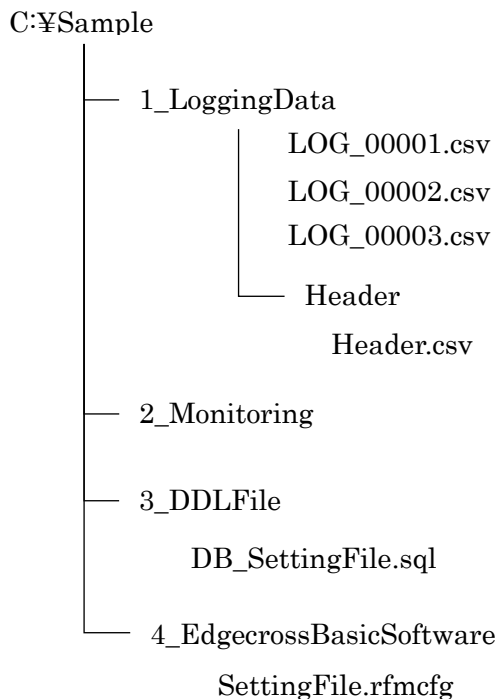 C:¥Sample
1_LoggingData
LOG_00001.csv
LOG_00002.csv
LOG_00003.csv
Header
Header.csv
2_Monitoring
3_DDLFile
DB_SettingFile.sql
4_EdgecrossBasicSoftware
SettingFile.rfmcfg